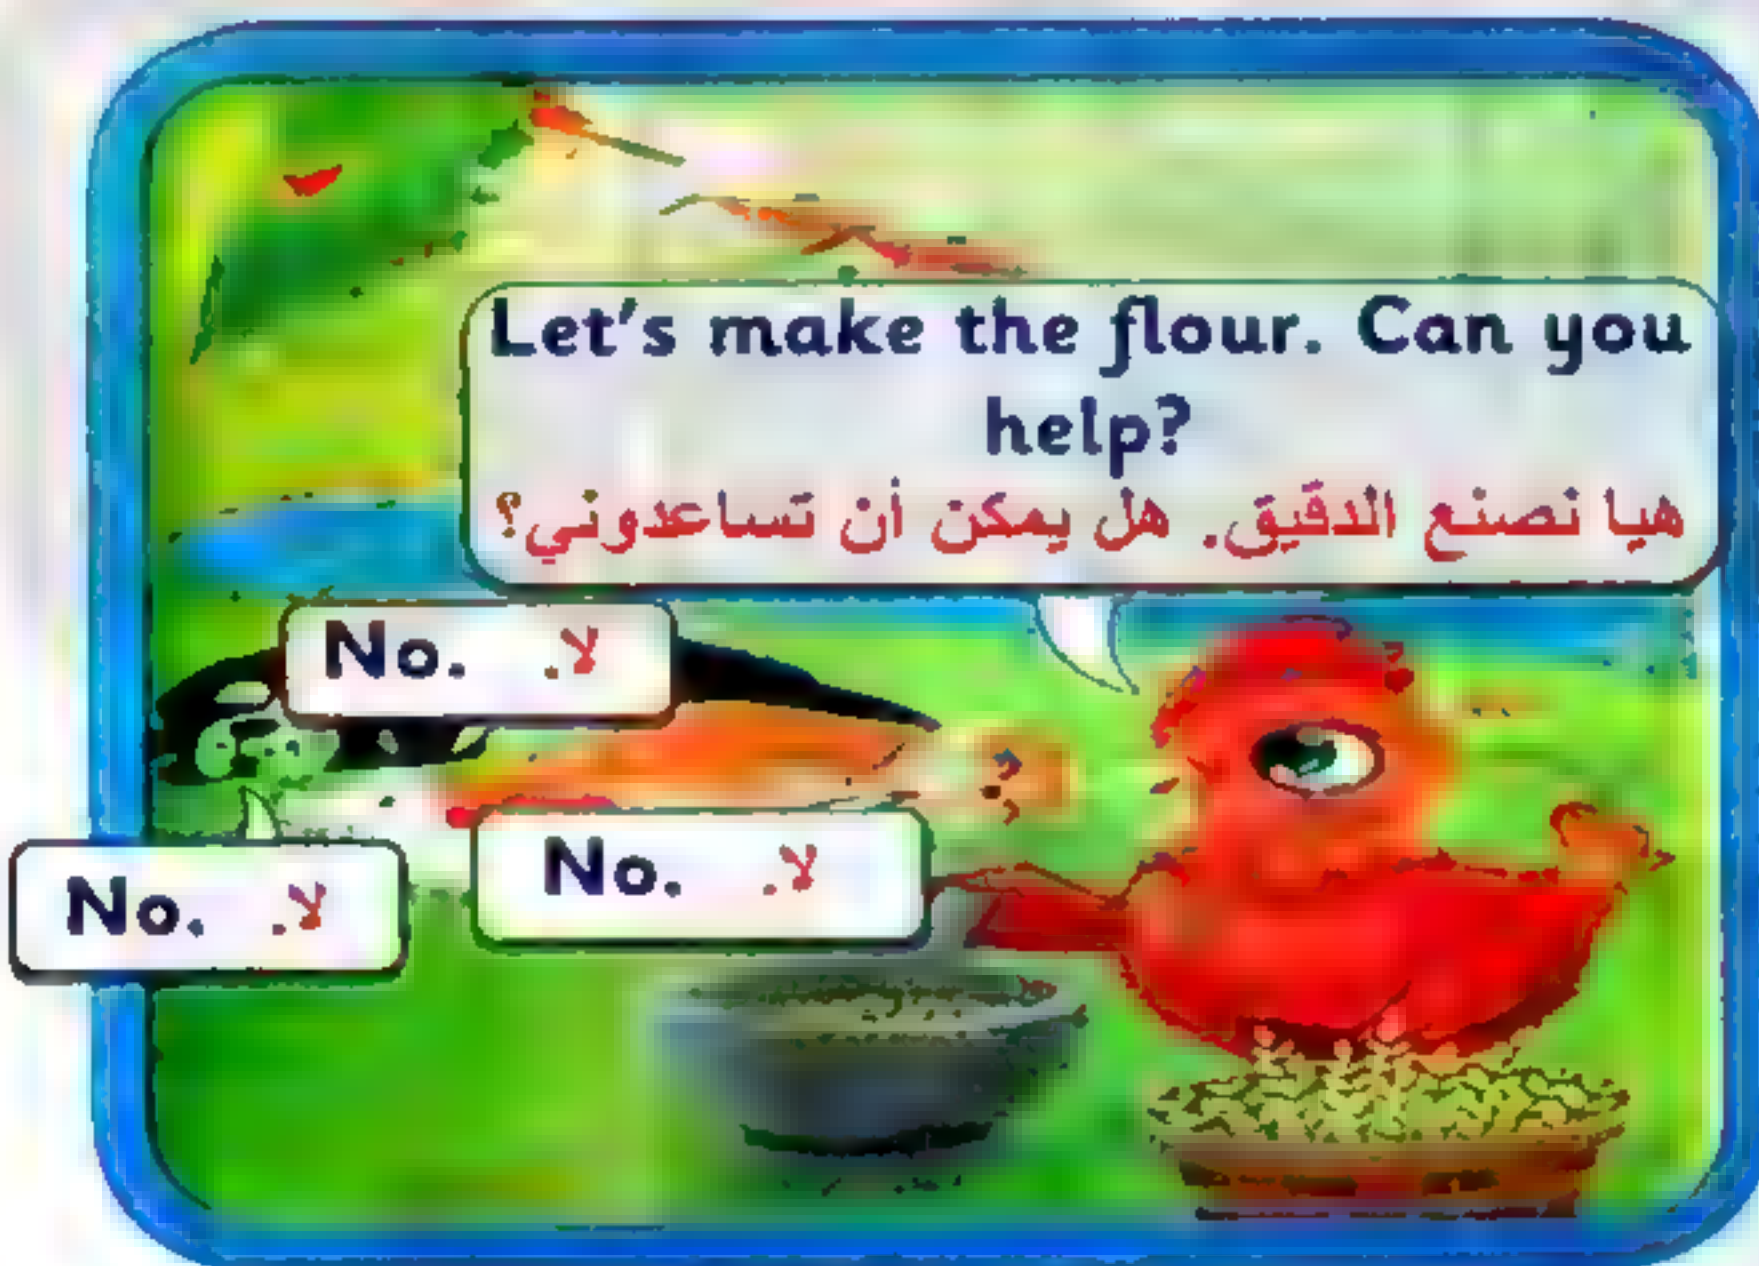 Let's make the flour. Can you
help?
هيا نصنع الدقيق. هل يمكن أن تساعدوني؟
No. لا.
No. لا.
No. لا.